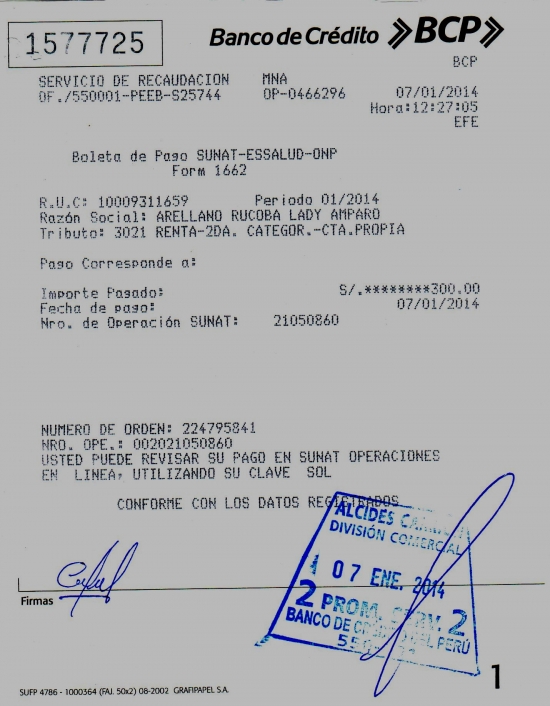 1577725
Banco de Crédito BCP
BCP
SERVICIO DE RECAUDACION MNA
OF./550001-PEEB-S25744 OP-0466296 07/01/2014
Hora:12:27:05
EFE
Boleta de Pago SUNAT-ESSALUD-ONP
Form 1662
R.U.C: 10009311659 Periodo 01/2014
Razón Social: ARELLANO RUCOBA LADY AMPARO
Tributo: 3021 RENTA-2DA. CATEGOR.-CTA.PROPIA
Pago Corresponde a:
Importe Pagado: S/.********300.00
Fecha de pago: 07/01/2014
Nro. de Operación SUNAT: 21050860
NUMERO DE ORDEN: 224795841
NRO. OPE.: 002021050860
USTED PUEDE REVISAR SU PAGO EN SUNAT OPERACIONES
EN LINEA, UTILIZANDO SU CLAVE SOL
CONFORME CON LOS DATOS REGISTRADOS
ALCIDES
DIVISIÓN COMERCIAL
07 ENE. 2014
2 PROM. SERV. 2
BANCO DE CREDITO DEL PERÚ
Firmas
1
SUFP 4786 - 1000364 (FAJ. 50x2) 08-2002 GRAFIPAPEL S.A.